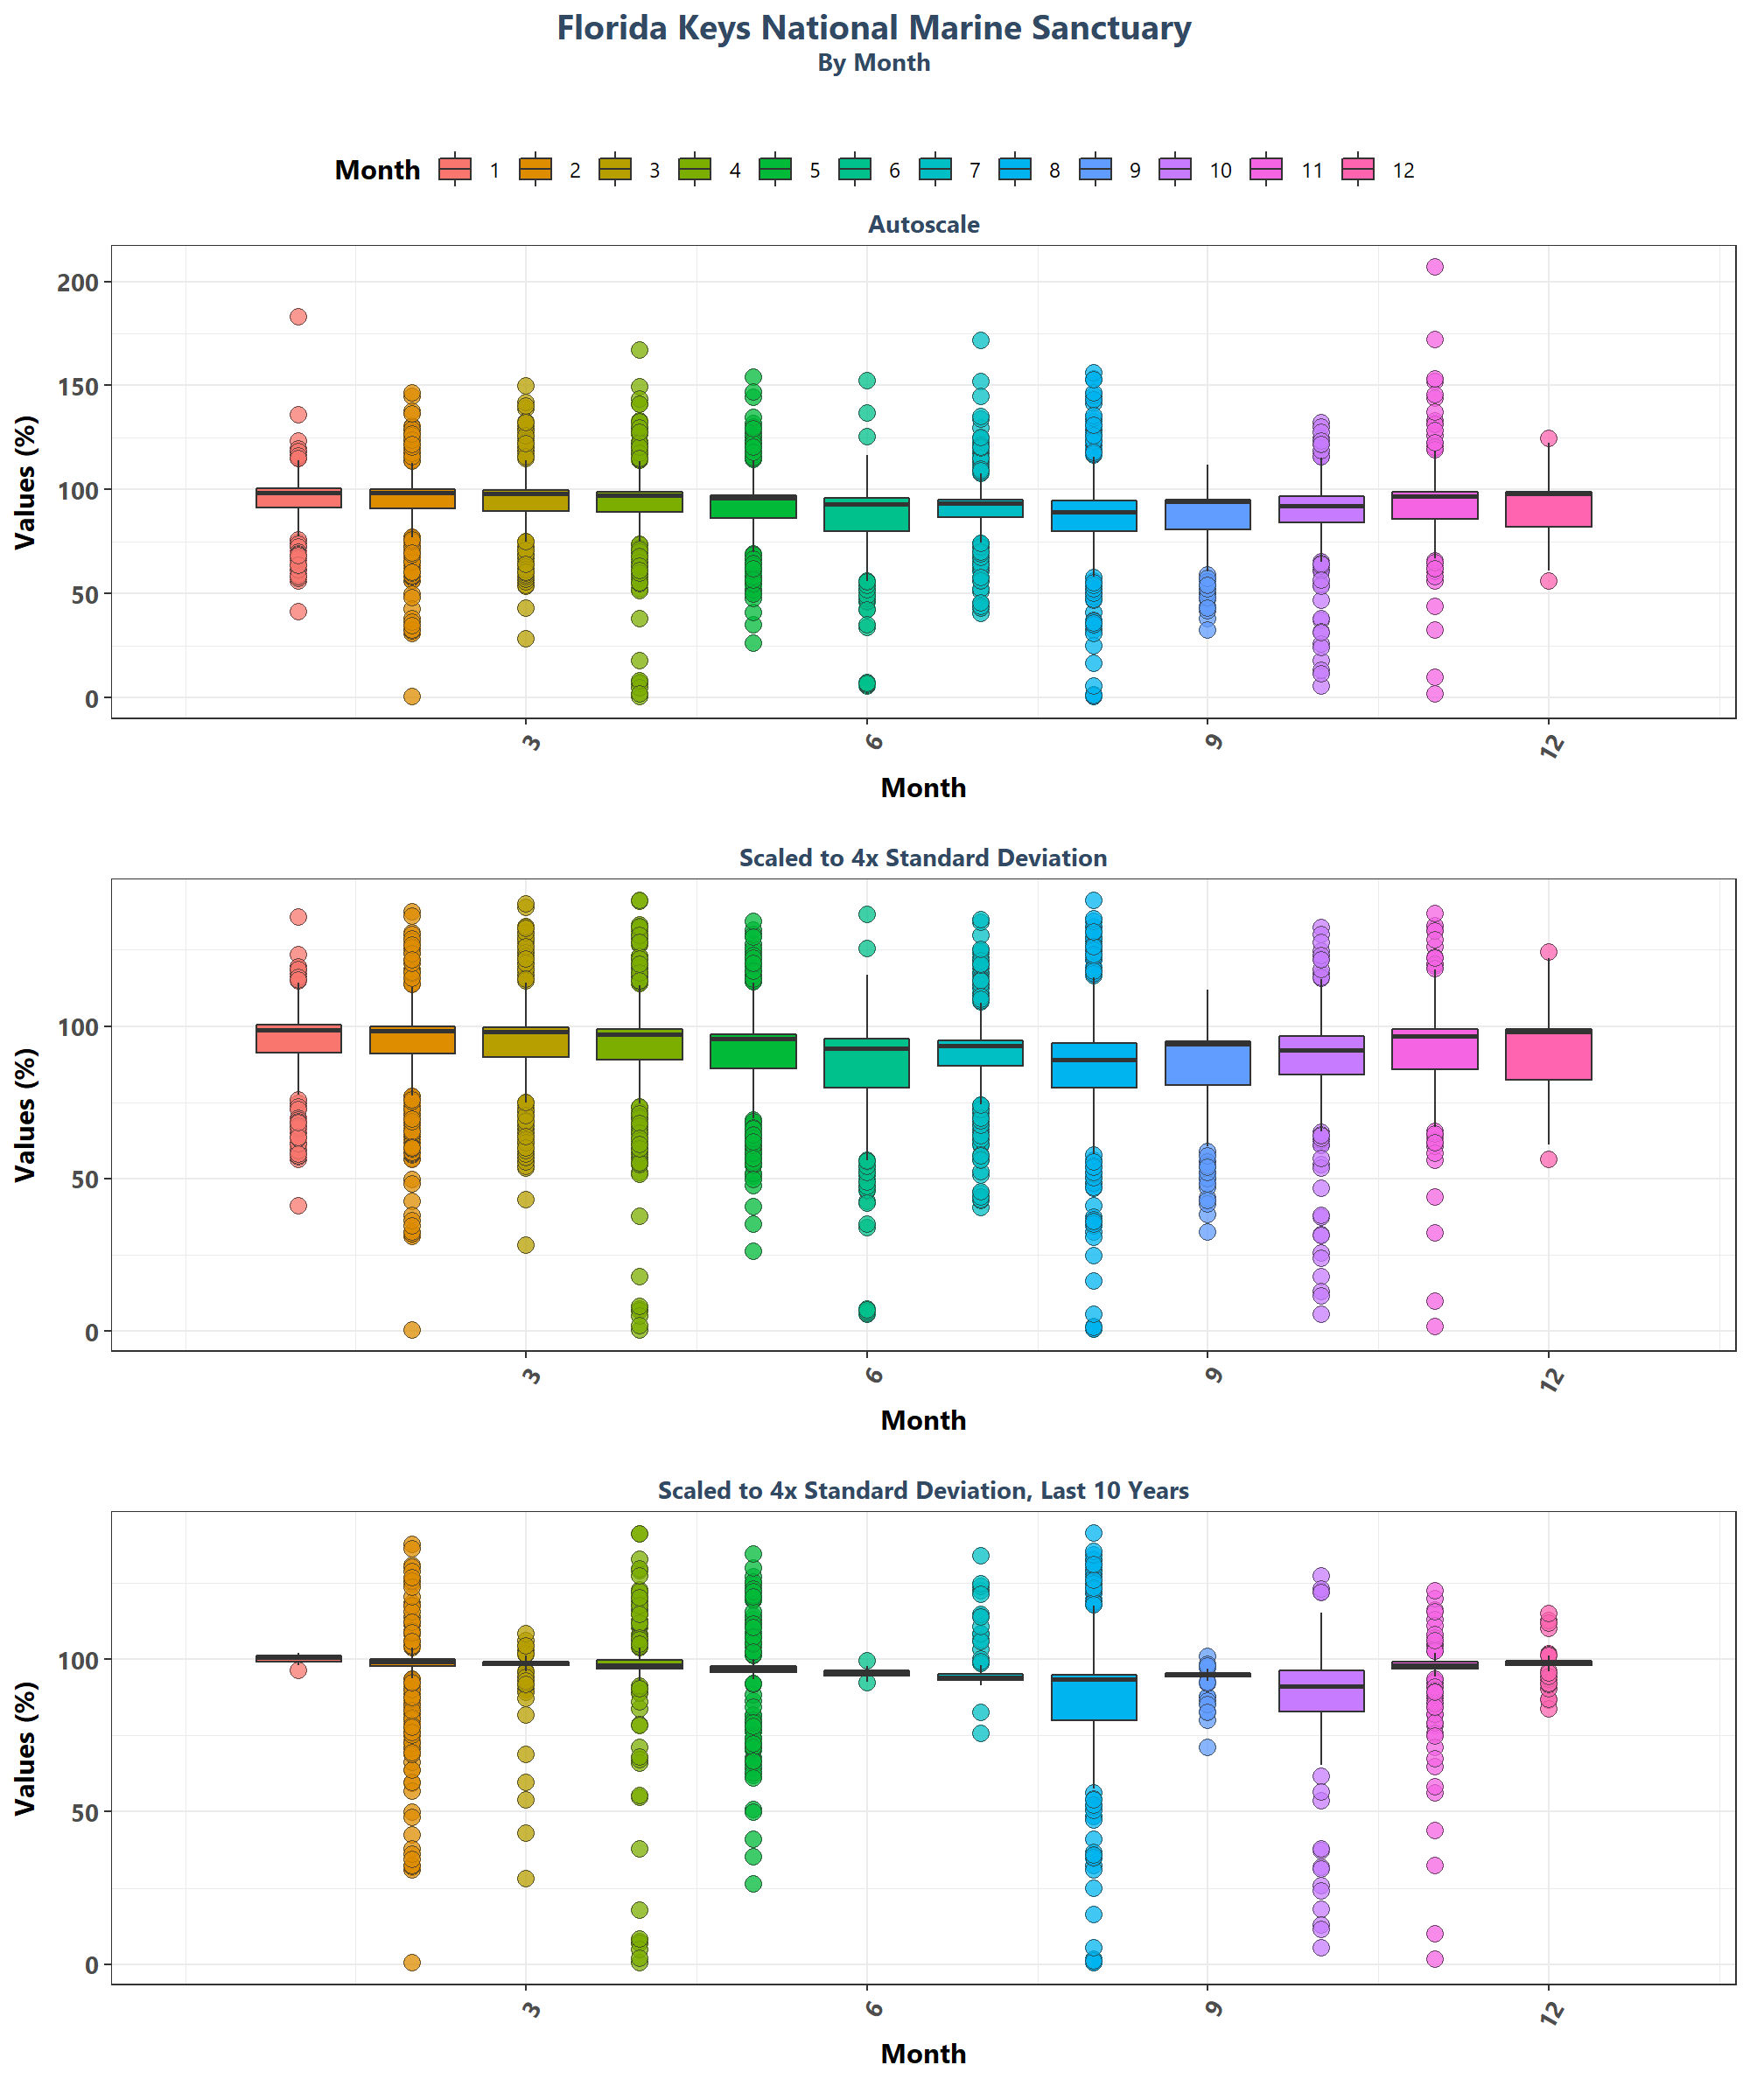 Florida Keys National Marine Sanctuary
By Month
Month 1 2 3 4 5 6 7 8 9 10 11 12
Autoscale
Values (%)
200
150
100
50
0
3 6 9 12
Month
Scaled to 4x Standard Deviation
Values (%)
100
50
0
3 6 9 12
Month
Scaled to 4x Standard Deviation, Last 10 Years
Values (%)
100
50
0
3 6 9 12
Month